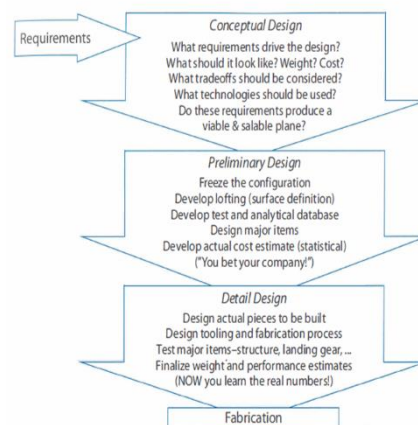 Requirements
Conceptual Design
What requirements drive the design?
What should it look like? Weight? Cost?
What tradeoffs should be considered?
What technologies should be used?
Do these requirements produce a
viable & salable plane?
Preliminary Design
Freeze the configuration
Develop lofting (surface definition)
Develop test and analytical database
Design major items
Develop actual cost estimate (statistical)
("You bet your company!")
Detail Design
Design actual pieces to be built
Design tooling and fabrication process
Test major items–structure, landing gear, ...
Finalize weight and performance estimates
(NOW you learn the real numbers!)
Fabrication